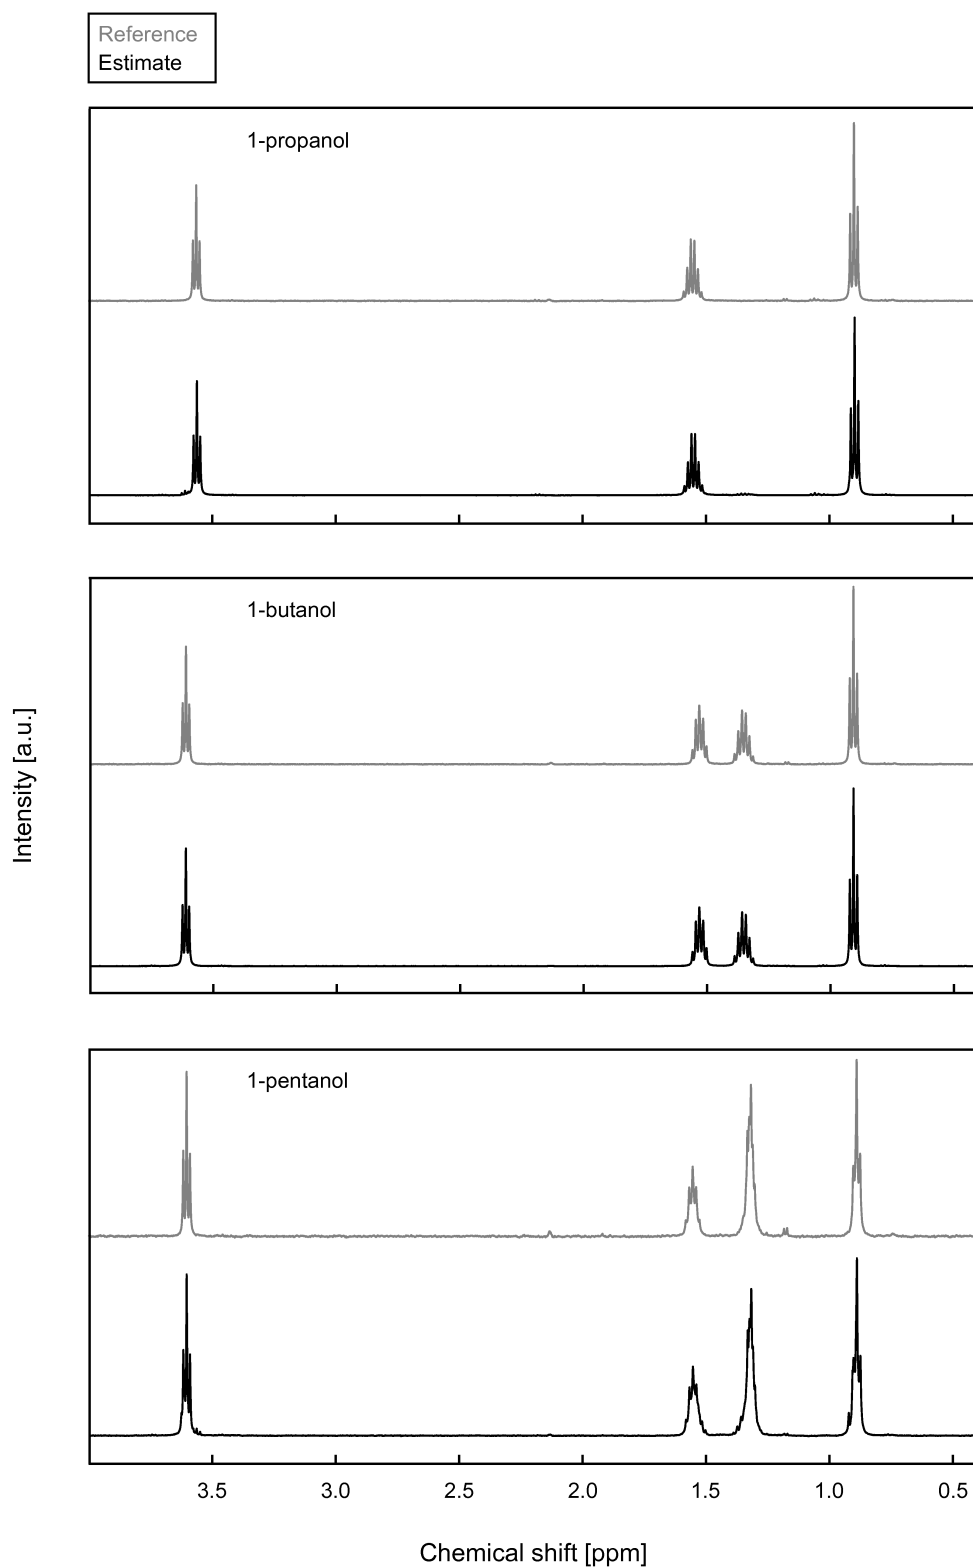 Reference
Estimate
1-propanol
1-butanol
Intensity [a.u.]
1-pentanol
3.5 3.0 2.5 2.0 1.5 1.0 0.5
Chemical shift [ppm]